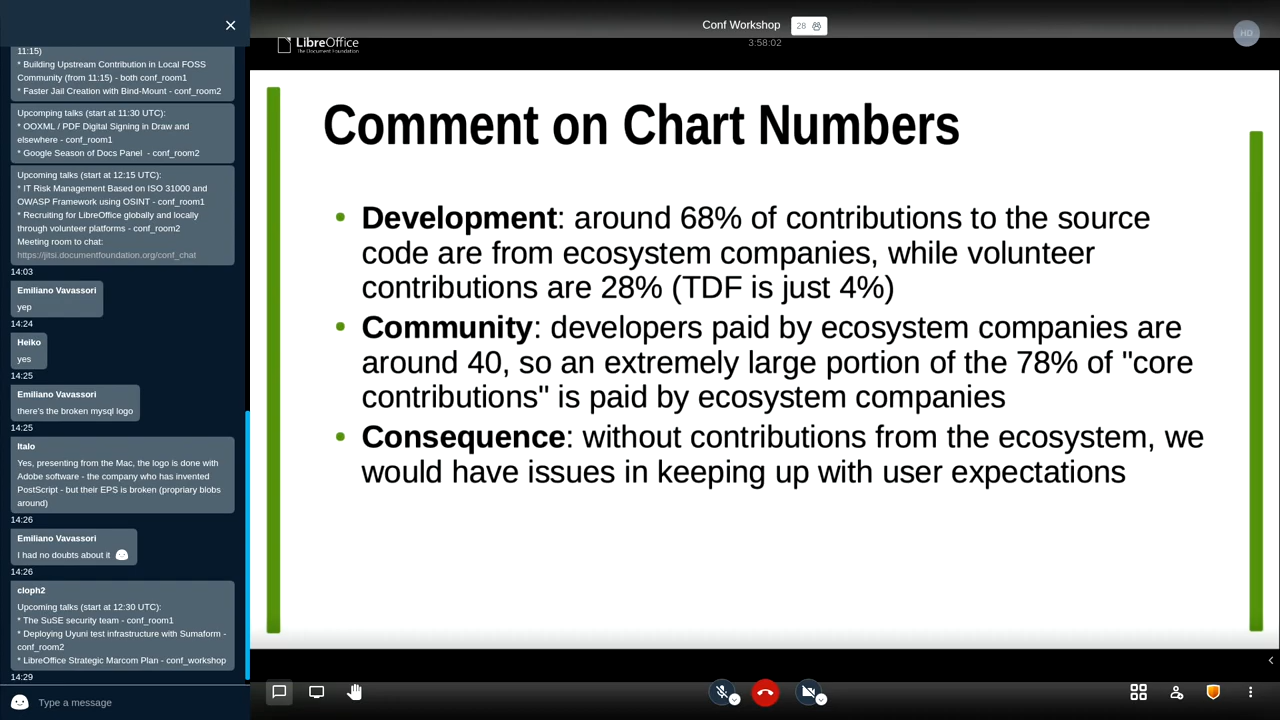 11:15)
* Building Upstream Contribution in Local FOSS
Community (from 11:15) - both conf_room1
* Faster Jail Creation with Bind-Mount - conf_room2
Upcomping talks (start at 11:30 UTC):
* OOXML / PDF Digital Signing in Draw and
elsewhere - conf_room1
* Google Season of Docs Panel - conf_room2
Upcoming talks (start at 12:15 UTC):
* IT Risk Management Based on ISO 31000 and
OWASP Framework using OSINT - conf_room1
* Recruiting for LibreOffice globally and locally
through volunteer platforms - conf_room2
Meeting room to chat:
https://jitsi.documentfoundation.org/conf_chat
14:03
Emiliano Vavassori
yep
14:24
Heiko
yes
14:25
Emiliano Vavassori
there's the broken mysql logo
14:25
Italo
Yes, presenting from the Mac, the logo is done with
Adobe software - the company who has invented
PostScript - but their EPS is broken (propriary blobs
around)
14:26
Emiliano Vavassori
I had no doubts about it
14:26
cloph2
Upcoming talks (start at 12:30 UTC):
* The SuSE security team - conf_room1
* Deploying Uyuni test infrastructure with Sumaform -
conf_room2
* LibreOffice Strategic Marcom Plan - conf_workshop
14:29
Type a message
Conf Workshop 28
3:58:02
HD
LibreOffice
The Document Foundation
Comment on Chart Numbers
• Development: around 68% of contributions to the source
code are from ecosystem companies, while volunteer
contributions are 28% (TDF is just 4%)
• Community: developers paid by ecosystem companies are
around 40, so an extremely large portion of the 78% of "core
contributions" is paid by ecosystem companies
• Consequence: without contributions from the ecosystem, we
would have issues in keeping up with user expectations